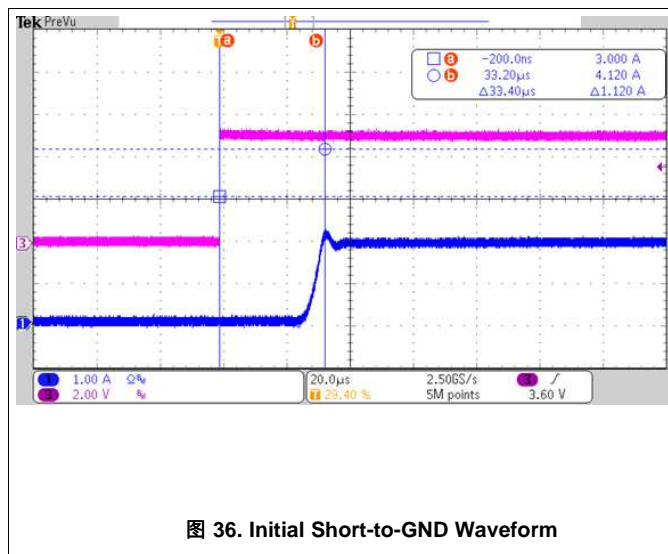 Tek PreVu
T
a b
a -200.0ns 3.000 A
b 33.20µs 4.120 A
Δ33.40µs Δ1.120 A
3
1
1 1.00 A Ω
3 2.00 V
20.0µs 2.50GS/s 3
T 29.40 % 5M points 3.60 V
图 36. Initial Short-to-GND Waveform